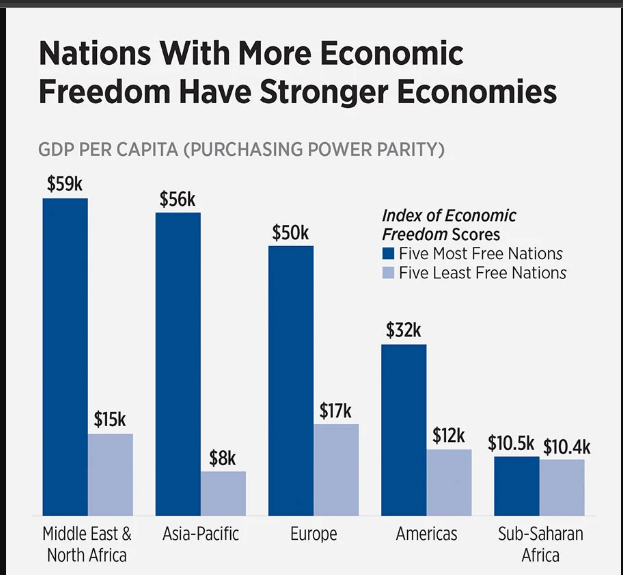 Nations With More Economic
Freedom Have Stronger Economies
GDP PER CAPITA (PURCHASING POWER PARITY)
$59k
$56k
$50k
Index of Economic
Freedom Scores
Five Most Free Nations
Five Least Free Nations
$32k
$15k
$8k
$17k
$12k
$10.5k
$10.4k
Middle East &
North Africa
Asia-Pacific
Europe
Americas
Sub-Saharan
Africa